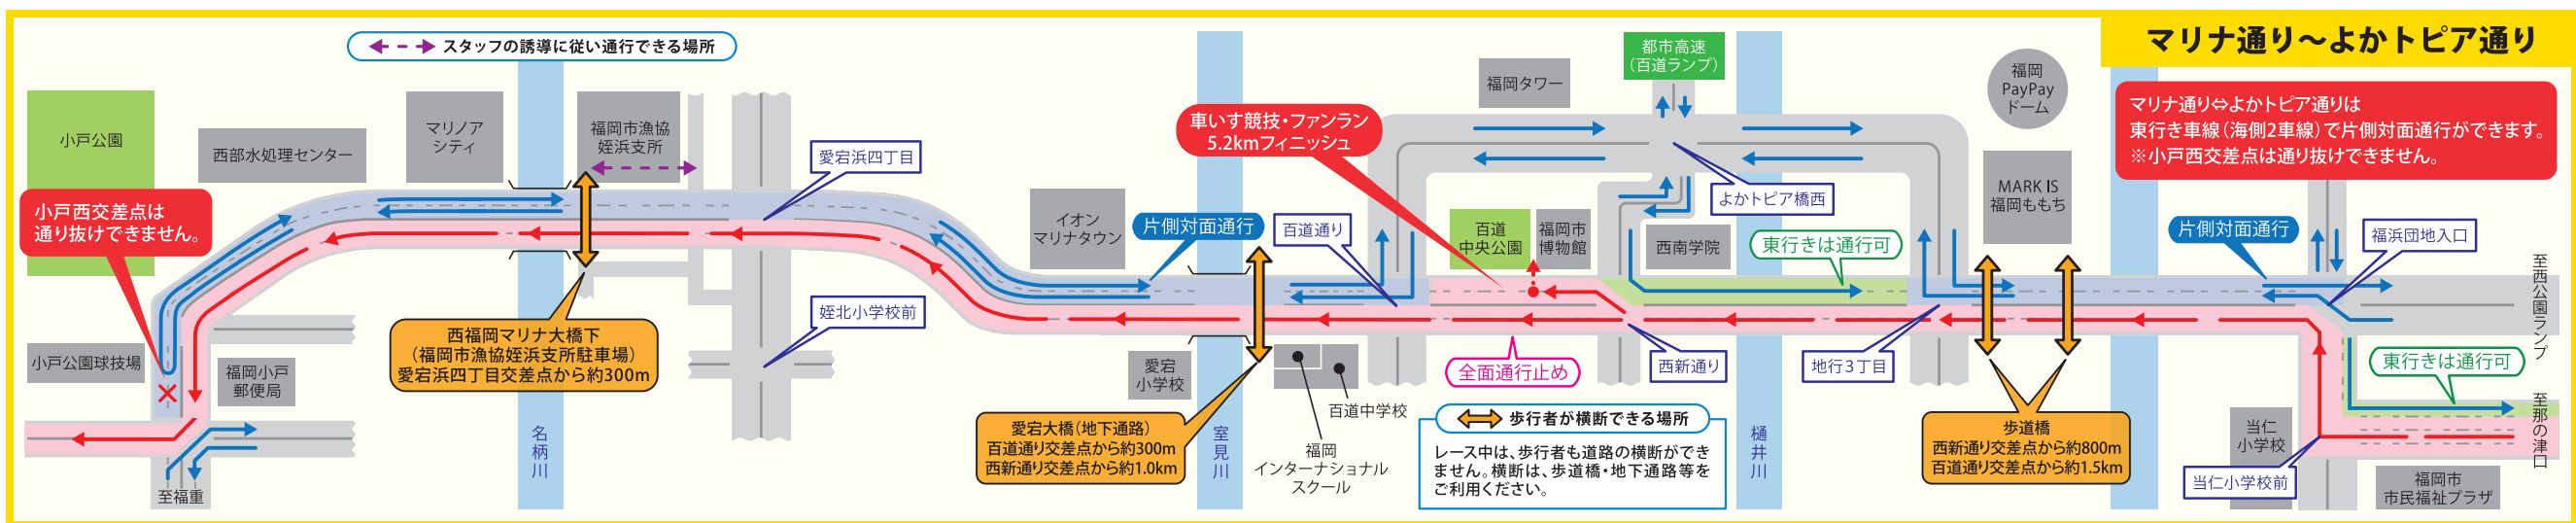 マリナ通り～よかトピア通り
スタッフの誘導に従い通行できる場所
小戸公園
西部水処理センター
マリノア
シティ
福岡市漁協
姪浜支所
愛宕浜四丁目
小戸西交差点は
通り抜けできません。
小戸公園球技場
福岡小戸
郵便局
至福重
西福岡マリナ大橋下
（福岡市漁協姪浜支所駐車場）
愛宕浜四丁目交差点から約300m
名柄川
姪北小学校前
イオン
マリナタウン
片側対面通行
車いす競技・ファンラン
5.2kmフィニッシュ
百道通り
愛宕
小学校
愛宕大橋（地下通路）
百道通り交差点から約300m
西新通り交差点から約1.0km
室見川
福岡
インターナショナル
スクール
百道中学校
福岡タワー
都市高速
（百道ランプ）
百道
中央公園
福岡市
博物館
西南学院
よかトピア橋西
東行きは通行可
全面通行止め
西新通り
地行3丁目
歩行者が横断できる場所
レース中は、歩行者も道路の横断ができ
ません。横断は、歩道橋・地下通路等を
ご利用ください。
樋井川
福岡
PayPay
ドーム
MARK IS
福岡ももち
歩道橋
西新通り交差点から約800m
百道通り交差点から約1.5km
マリナ通り⇔よかトピア通りは
東行き車線（海側2車線）で片側対面通行ができます。
※小戸西交差点は通り抜けできません。
片側対面通行
福浜団地入口
至西公園ランプ
東行きは通行可
至那の津口
当仁
小学校
当仁小学校前
福岡市
市民福祉プラザ